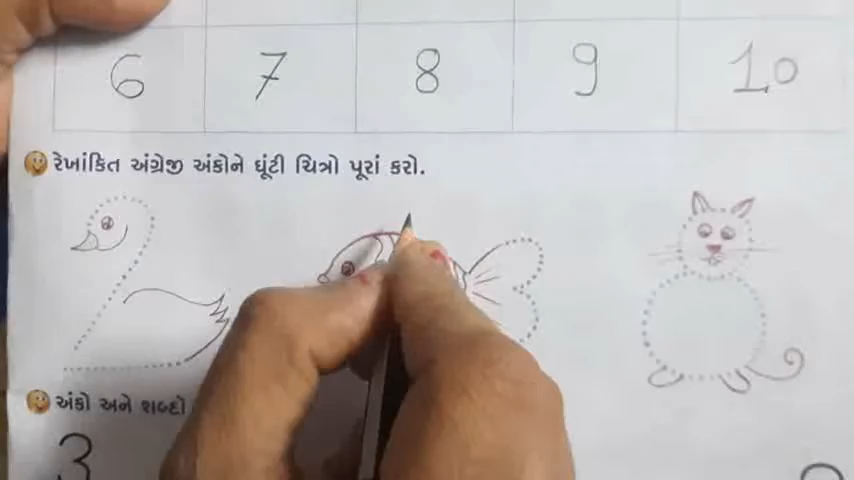 6 7 8 9 10
રેખાંકિત અંગ્રેજી અંકોને ઘૂંટી ચિત્રો પૂરાં કરો.
અંકો અને શબ્દો
3